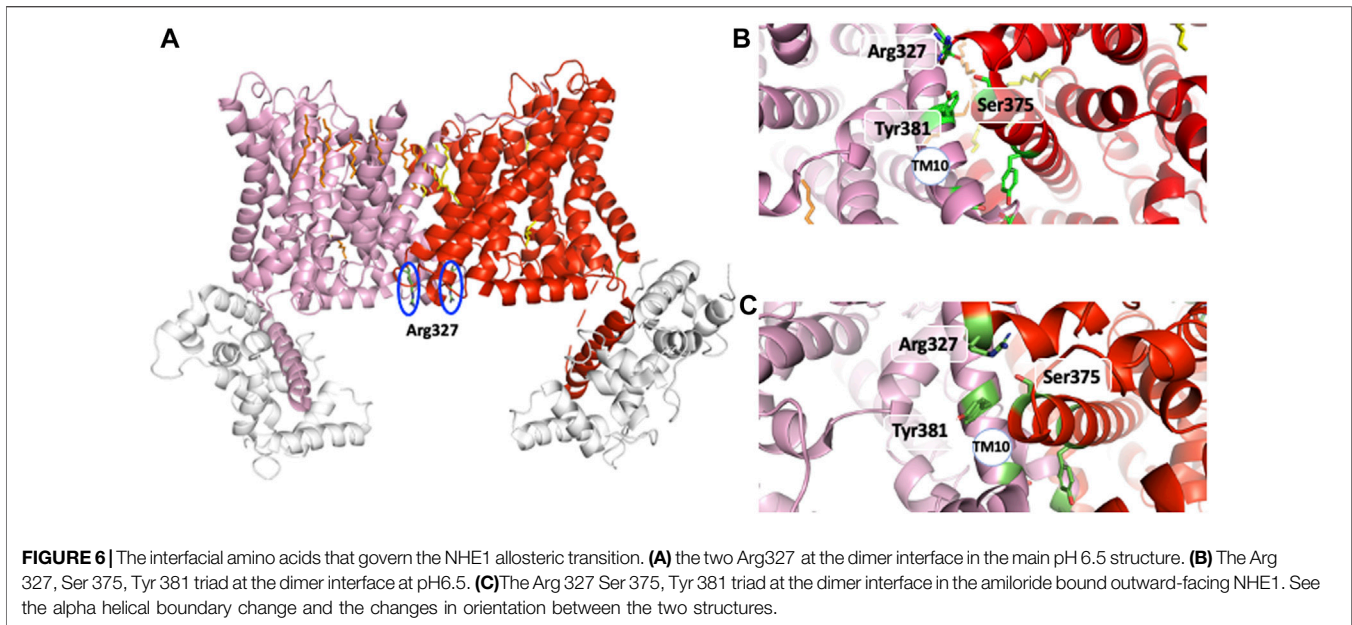 A
B
Arg327
Ser375
Tyr381
TM10
Arg327
C
Arg327
Ser375
Tyr381
TM10
FIGURE 6 | The interfacial amino acids that govern the NHE1 allosteric transition. (A) the two Arg327 at the dimer interface in the main pH 6.5 structure. (B) The Arg
327, Ser 375, Tyr 381 triad at the dimer interface at pH6.5. (C)The Arg 327 Ser 375, Tyr 381 triad at the dimer interface in the amiloride bound outward-facing NHE1. See
the alpha helical boundary change and the changes in orientation between the two structures.